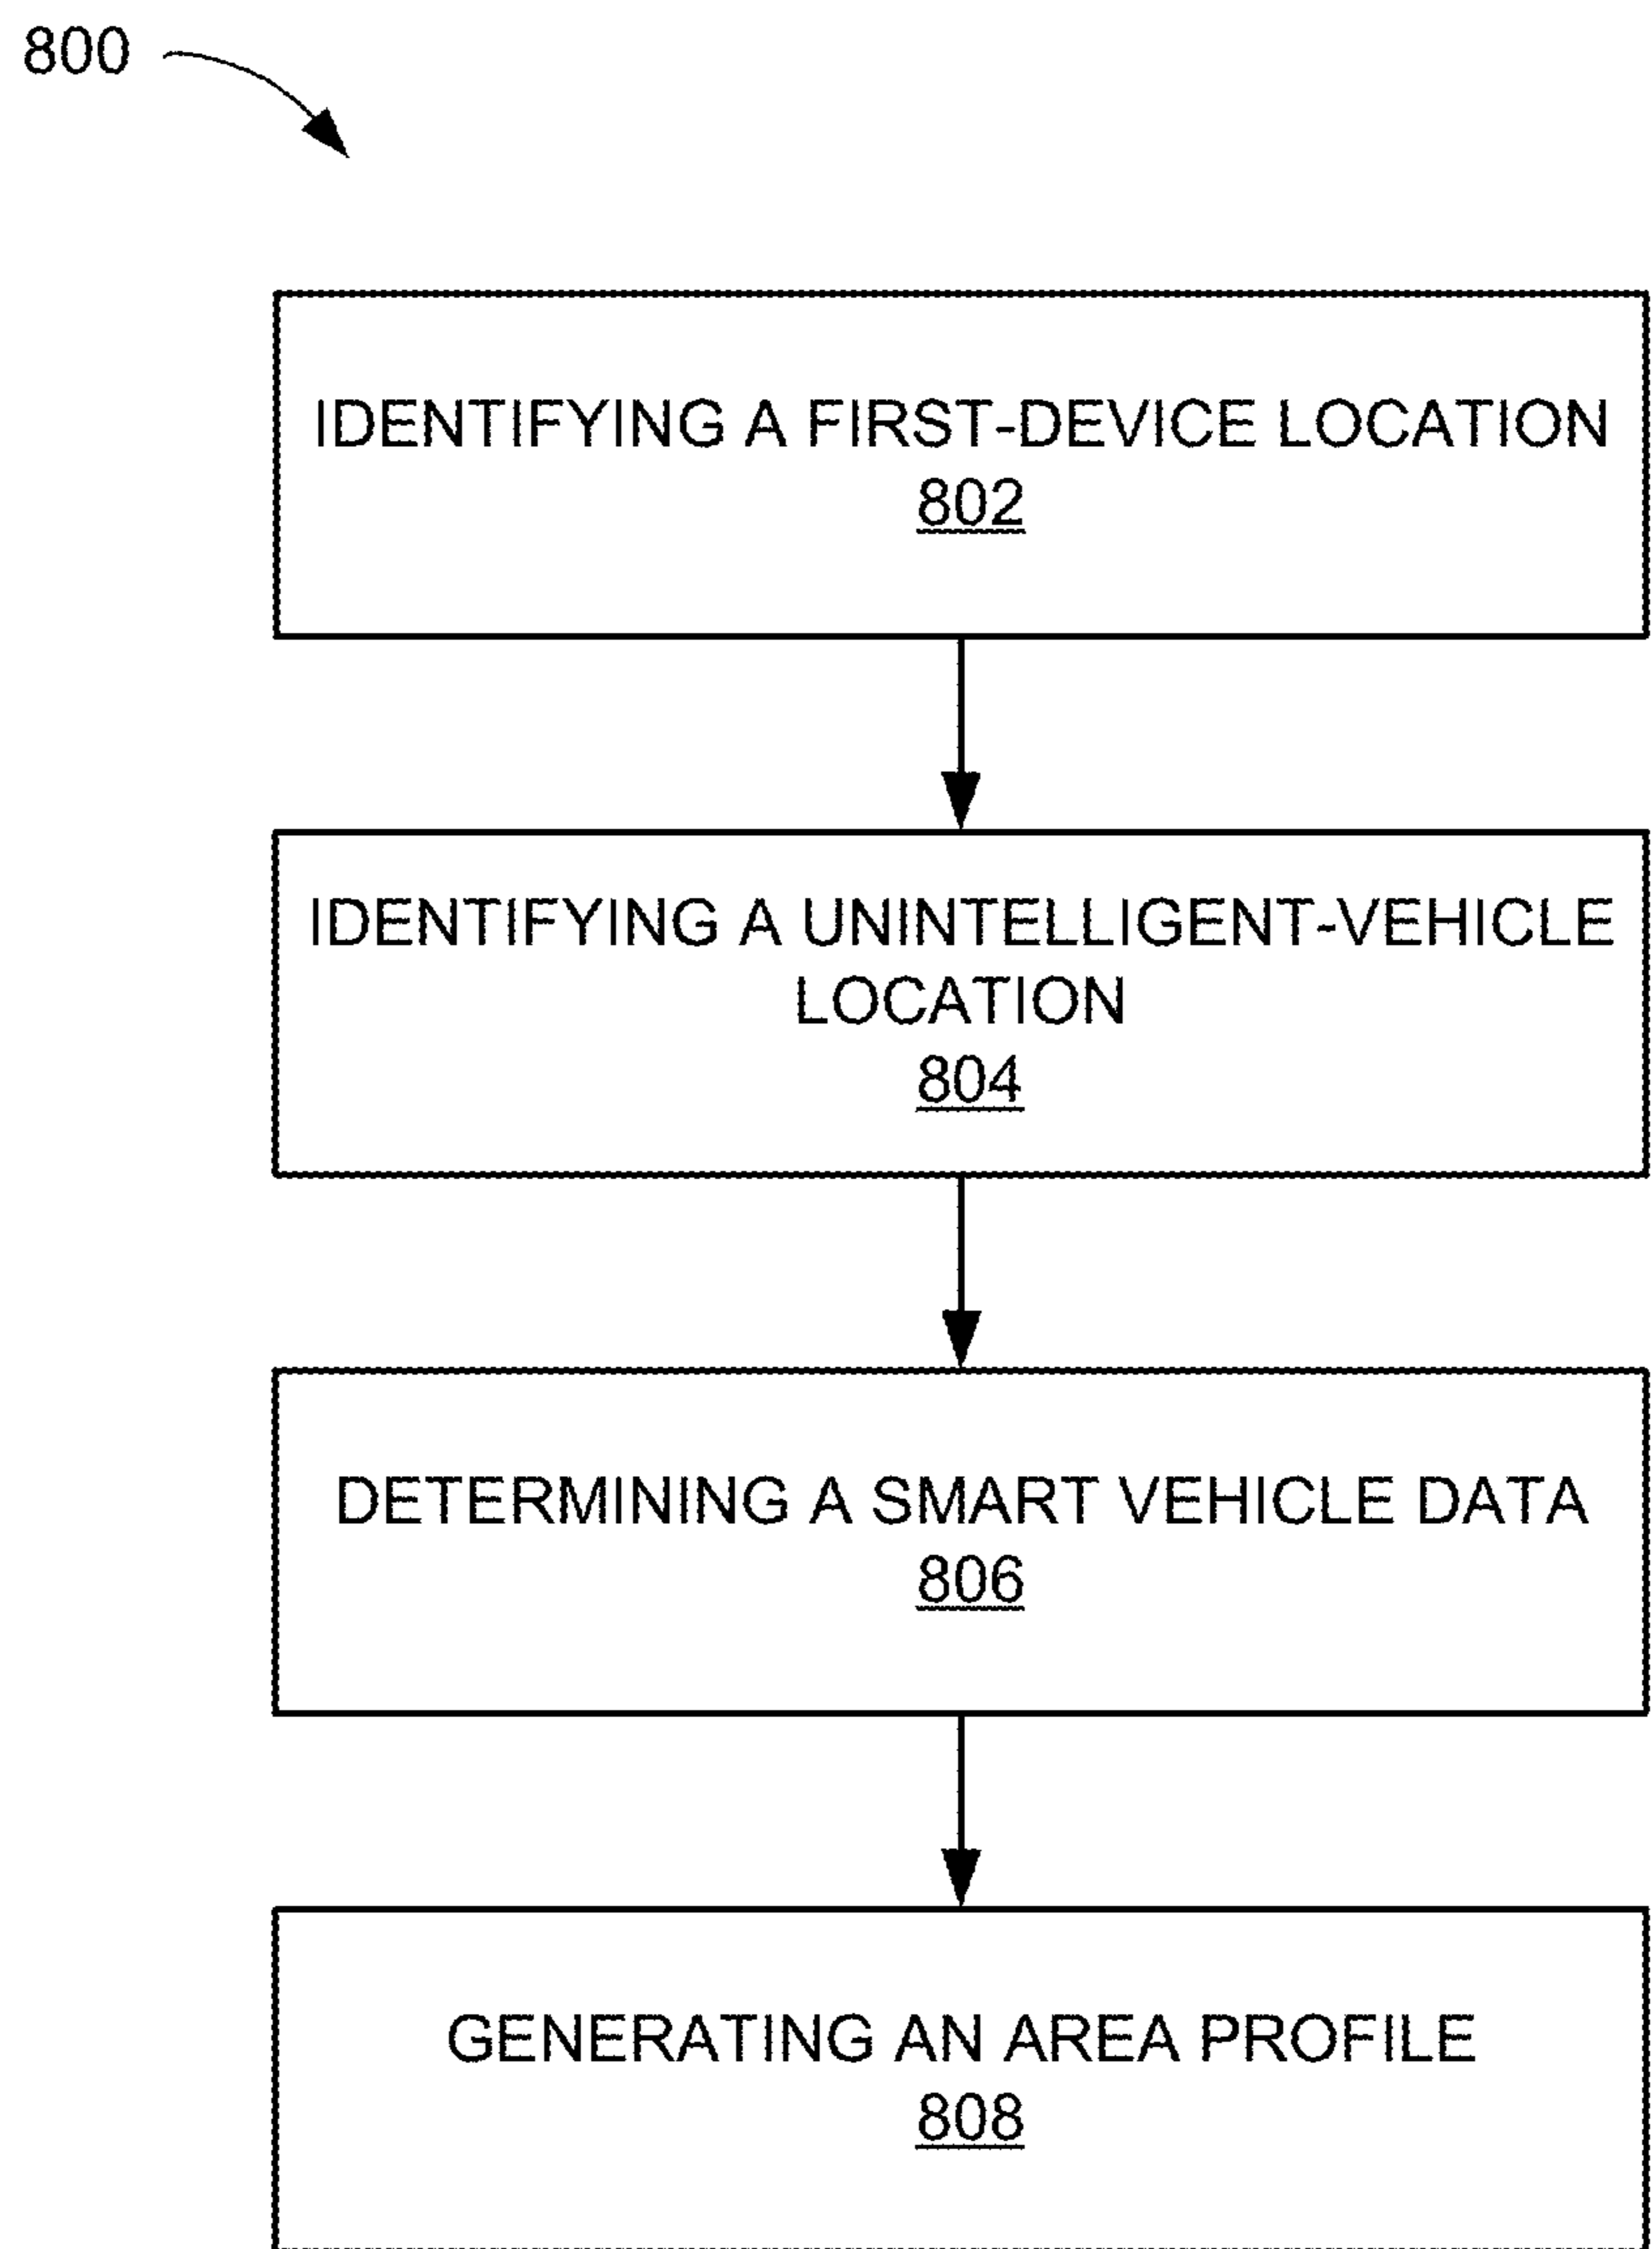 800
IDENTIFYING A FIRST-DEVICE LOCATION
802
IDENTIFYING A UNINTELLIGENT-VEHICLE
LOCATION
804
DETERMINING A SMART VEHICLE DATA
806
GENERATING AN AREA PROFILE
808